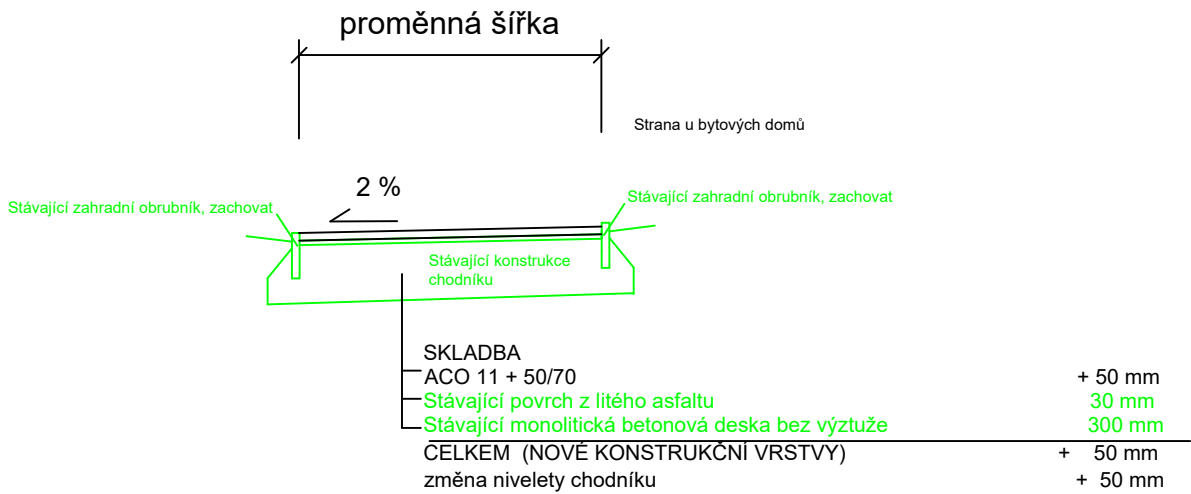 proměnná šířka
Strana u bytových domů
2 %
Stávající zahradní obrubník, zachovat
Stávající zahradní obrubník, zachovat
Stávající konstrukce
chodníku
SKLADBA
ACO 11 + 50/70 + 50 mm
Stávající povrch z litého asfaltu 30 mm
Stávající monolitická betonová deska bez výztuže 300 mm
CELKEM (NOVÉ KONSTRUKČNÍ VRSTVY) + 50 mm
změna nivelety chodníku + 50 mm